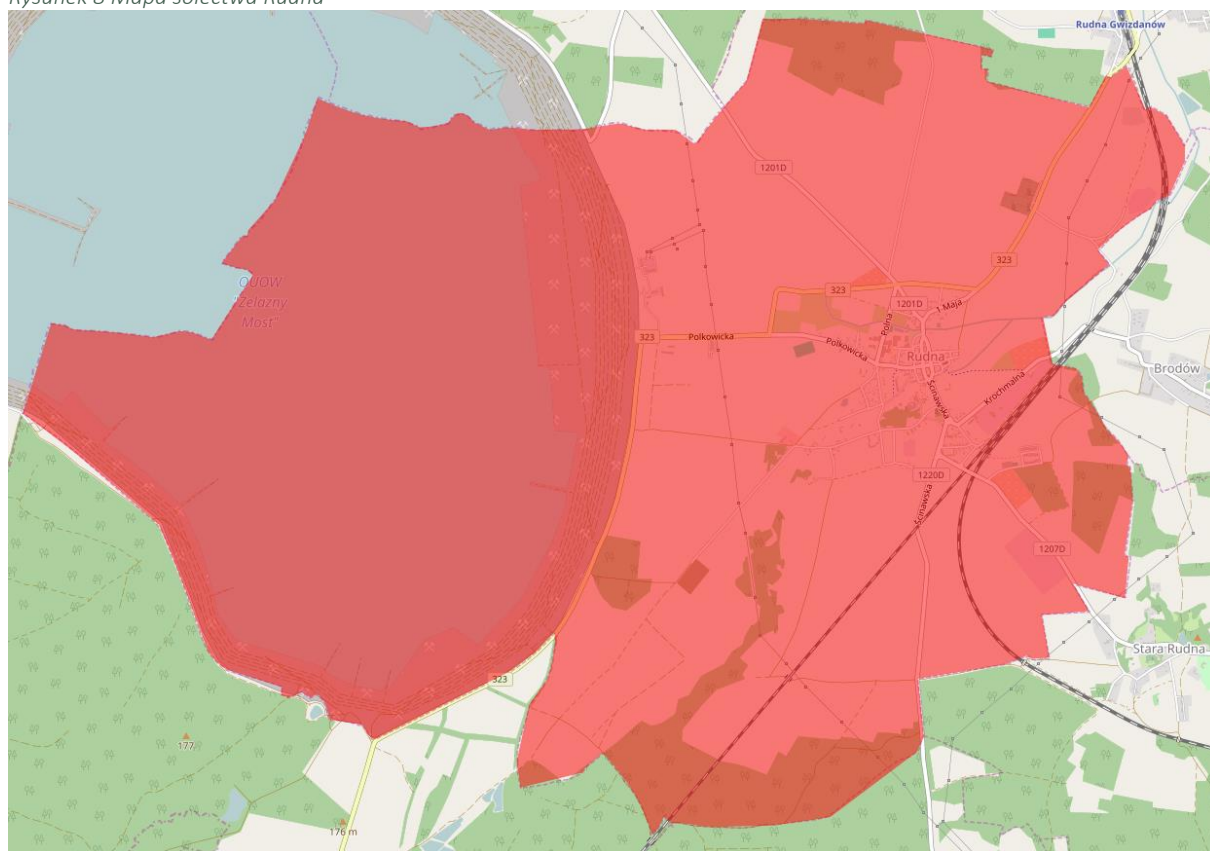 Rysunek 8 Mapa sołectwa Rudna
Rudna Gwizdanów
1201D
323
OUOW
"Żelazny
Most"
323
1201D
1 Maja
Polna
323
Polkowicka
Polkowicka
Rudna
Brodów
Ścinawska
Krochmalna
1220D
Ścinawska
1207D
Stara Rudna
323
177
176 m